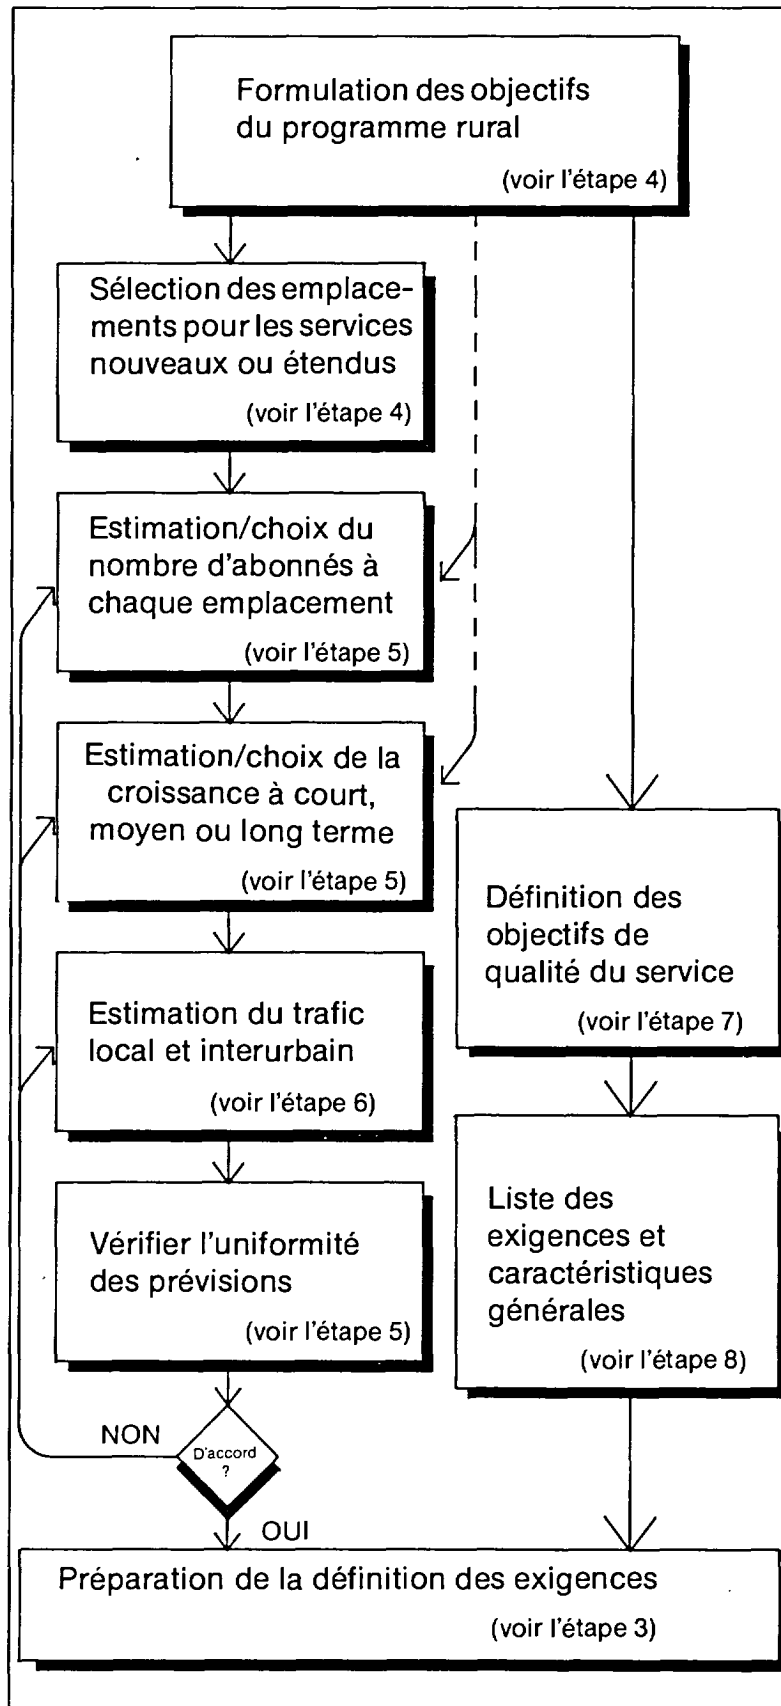 Formulation des objectifs
du programme rural
(voir l'étape 4)
Sélection des emplace-
ments pour les services
nouveaux ou étendus
(voir l'étape 4)
Estimation/choix du
nombre d'abonnés à
chaque emplacement
(voir l'étape 5)
Estimation/choix de la
croissance à court,
moyen ou long terme
(voir l'étape 5)
Estimation du trafic
local et interurbain
(voir l'étape 6)
Vérifier l'uniformité
des prévisions
(voir l'étape 5)
D'accord
?
NON
OUI
Définition des
objectifs de
qualité du service
(voir l'étape 7)
Liste des
exigences et
caractéristiques
générales
(voir l'étape 8)
Préparation de la définition des exigences
(voir l'étape 3)